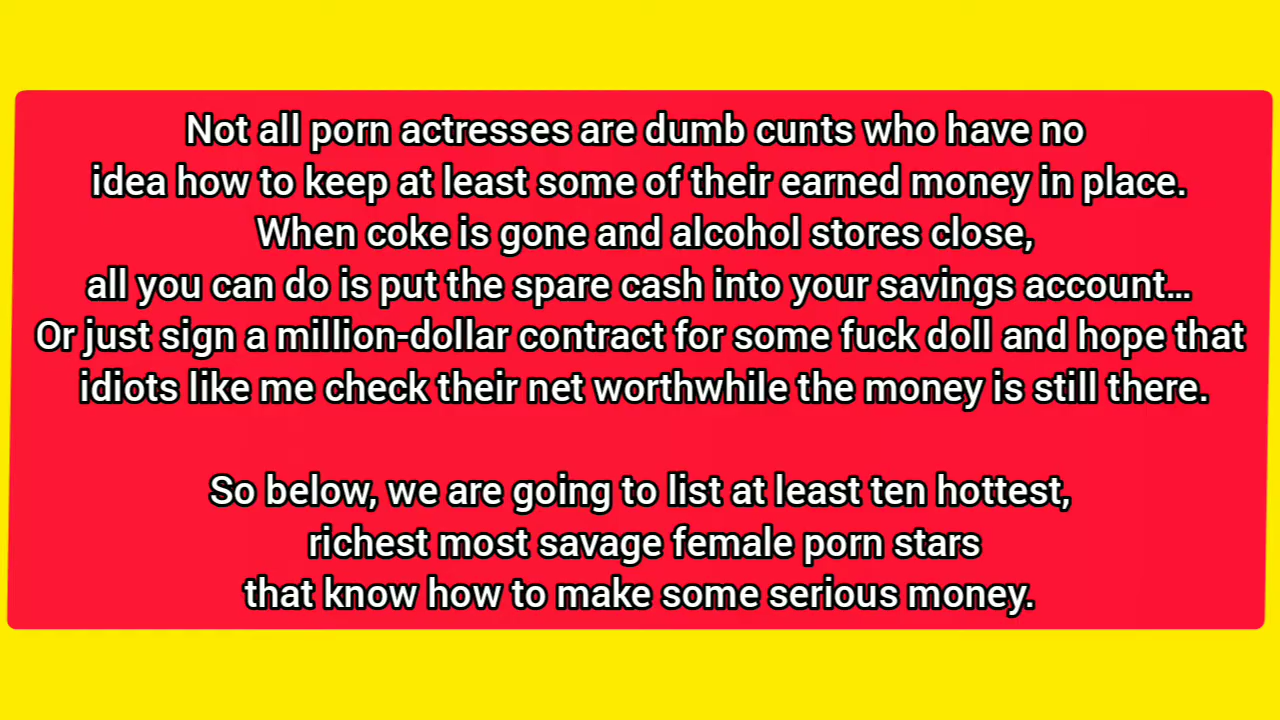 Not all porn actresses are dumb cunts who have no
idea how to keep at least some of their earned money in place.
When coke is gone and alcohol stores close,
all you can do is put the spare cash into your savings account...
Or just sign a million-dollar contract for some fuck doll and hope that
idiots like me check their net worthwhile the money is still there.
So below, we are going to list at least ten hottest,
richest most savage female porn stars
that know how to make some serious money.